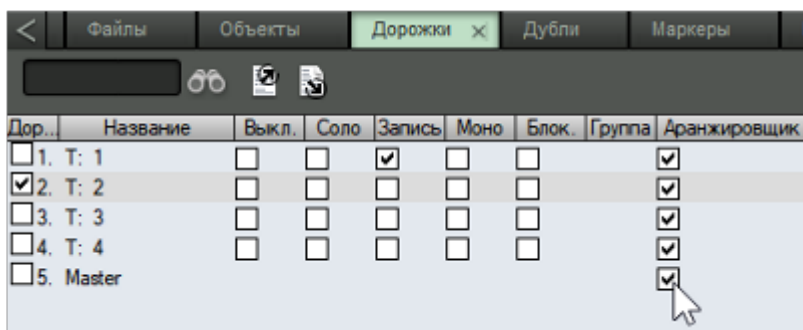 Файлы Объекты Дорожки Дубли Маркеры
Дор... Название Выкл. Соло Запись Моно Блок. Группа Аранжировщик
1. T: 1
2. T: 2
3. T: 3
4. T: 4
5. Master